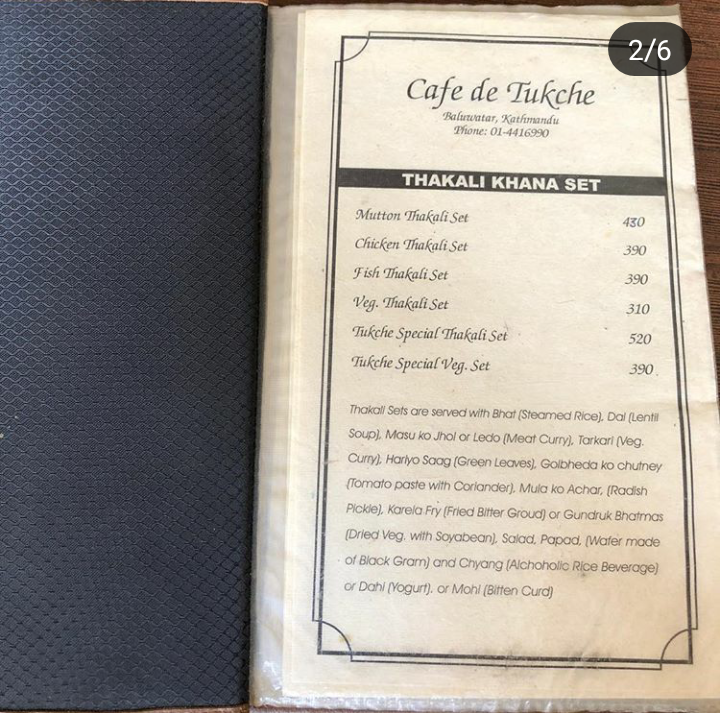 2/6
Cafe de Tukche
Baluwatar, Kathmandu
Phone: 01-4416990
THAKALI KHANA SET
Mutton Thakali Set 430
Chicken Thakali Set 390
Fish Thakali Set 390
Veg. Thakali Set 310
Tukche Special Thakali Set 520
Tukche Special Veg. Set 390
Thakali Sets are served with Bhat (Steamed Rice), Dal (Lentil
Soup), Masu ko Jhol or Ledo (Meat Curry), Tarkari (Veg.
Curry), Hariyo Saag (Green Leaves), Golbheda ko chutney
(Tomato paste with Coriander), Mula ko Achar, (Radish
Pickle), Karela Fry (Fried Bitter Groud) or Gundruk Bhatmas
(Dried Veg. with Soyabean), Salad, Papad, (Wafer made
of Black Gram) and Chyang (Alchoholic Rice Beverage)
or Dahi (Yogurt). or Mohi (Bitten Curd)